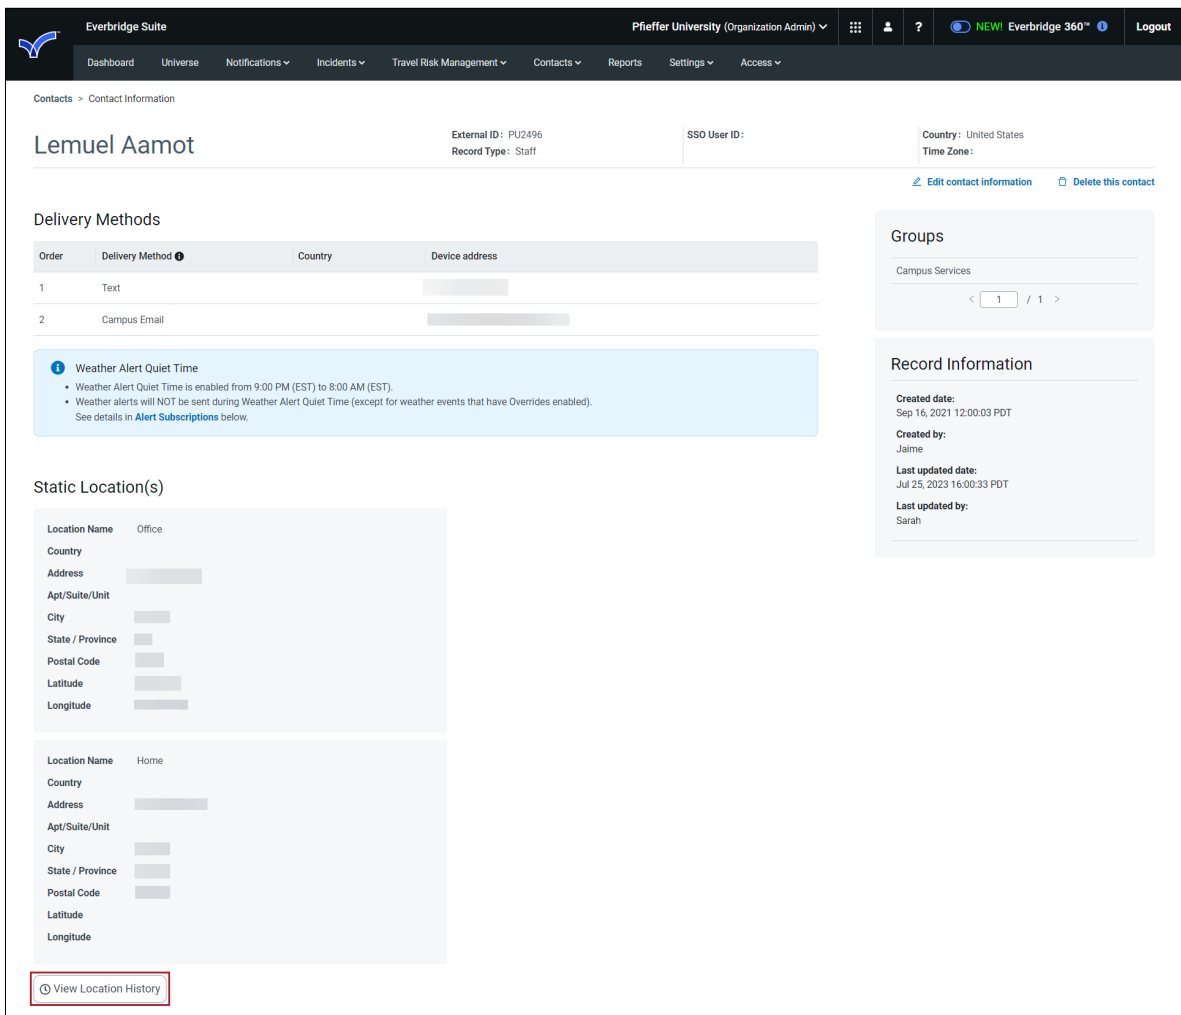 Everbridge Suite
Pfieffer University (Organization Admin)
?
NEW! Everbridge 360™
Logout
Dashboard Universe Notifications Incidents Travel Risk Management Contacts Reports Settings Access
Contacts > Contact Information
Lemuel Aamot
External ID: PU2496
Record Type: Staff
SSO User ID:
Country: United States
Time Zone:
Edit contact information
Delete this contact
Delivery Methods
Order Delivery Method Country Device address
1 Text
2 Campus Email
Weather Alert Quiet Time
• Weather Alert Quiet Time is enabled from 9:00 PM (EST) to 8:00 AM (EST).
• Weather alerts will NOT be sent during Weather Alert Quiet Time (except for weather events that have Overrides enabled).
See details in Alert Subscriptions below.
Groups
Campus Services
< 1 / 1 >
Record Information
Created date:
Sep 16, 2021 12:00:03 PDT
Created by:
Jaime
Last updated date:
Jul 25, 2023 16:00:33 PDT
Last updated by:
Sarah
Static Location(s)
Location Name Office
Country
Address
Apt/Suite/Unit
City
State / Province
Postal Code
Latitude
Longitude
Location Name Home
Country
Address
Apt/Suite/Unit
City
State / Province
Postal Code
Latitude
Longitude
View Location History